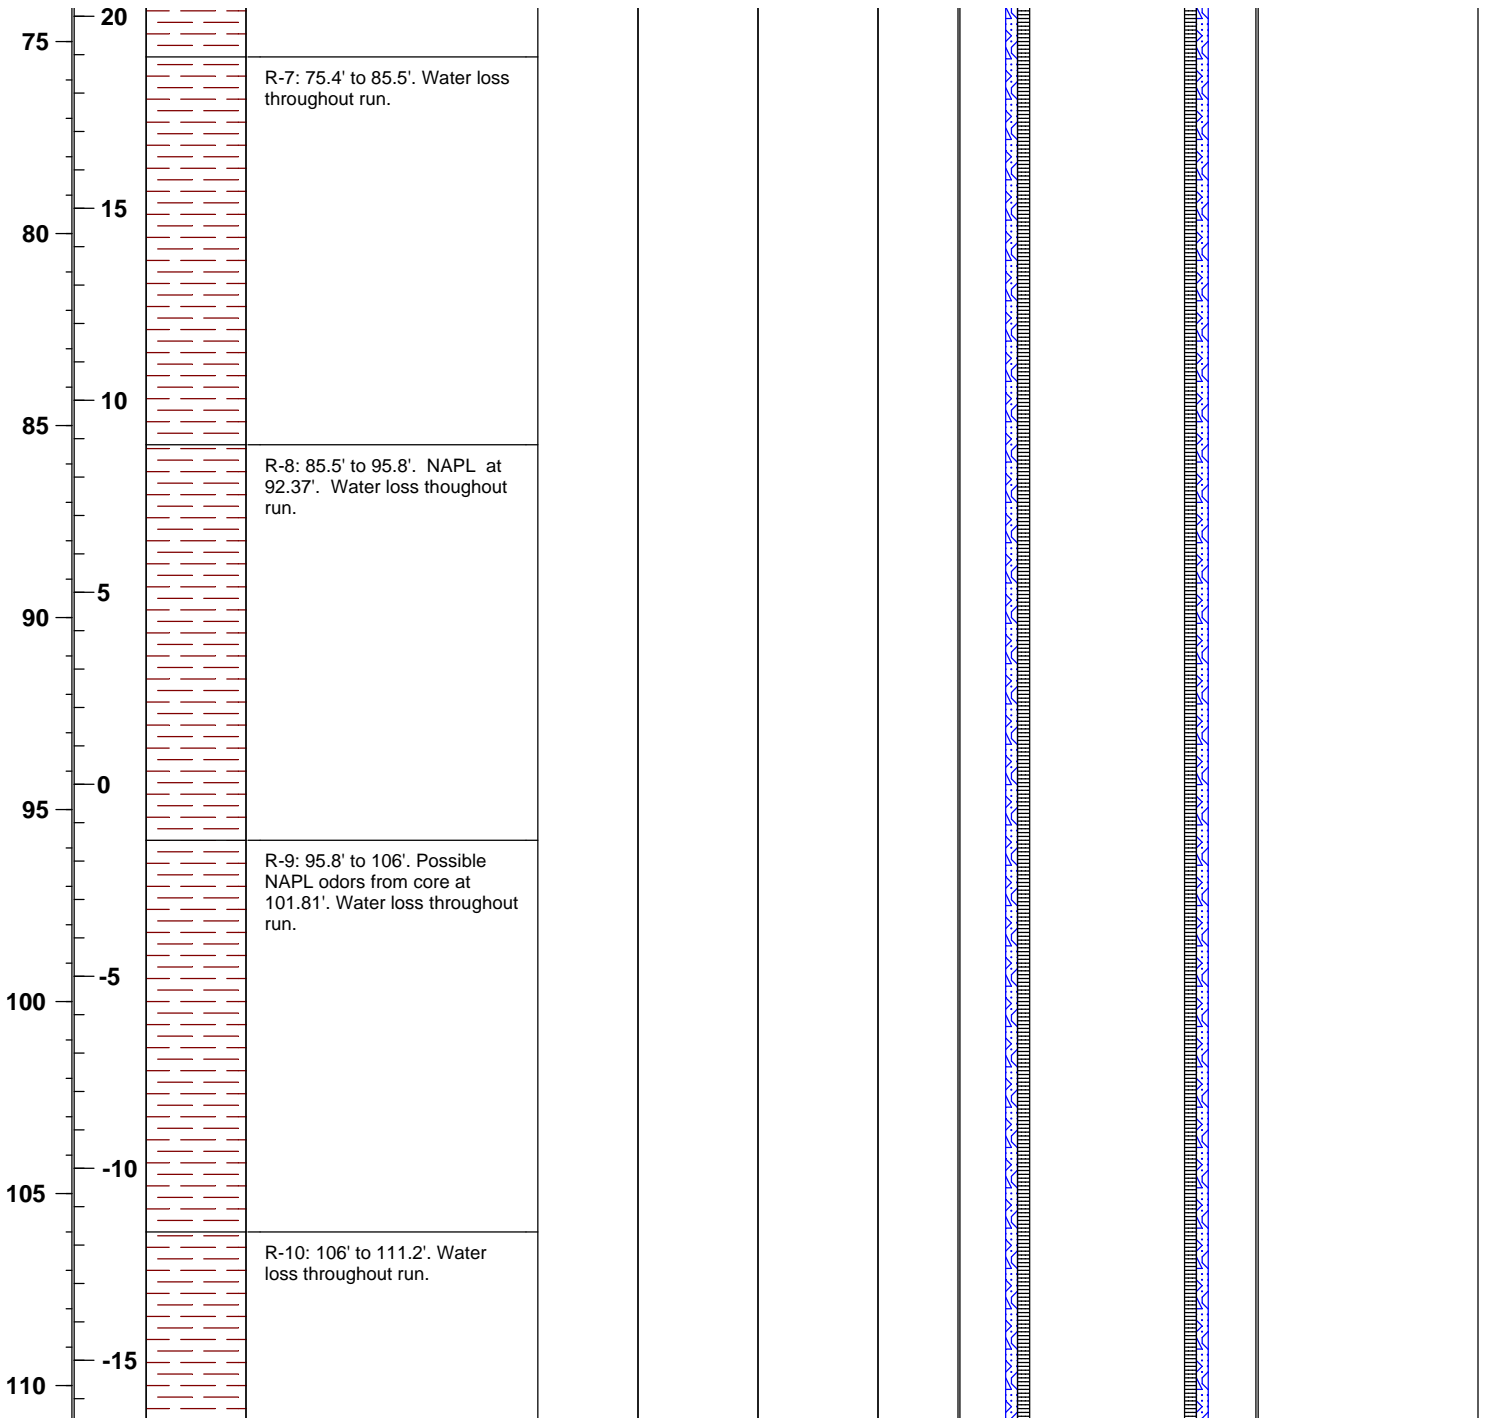 20
75
R-7: 75.4' to 85.5'. Water loss
throughout run.
15
80
10
85
R-8: 85.5' to 95.8'.  NAPL  at
92.37'.  Water loss thoughout
run.
5
90
0
95
R-9: 95.8' to 106'. Possible
NAPL odors from core at
101.81'. Water loss throughout
run.
-5
100
-10
105
R-10: 106' to 111.2'. Water
loss throughout run.
-15
110